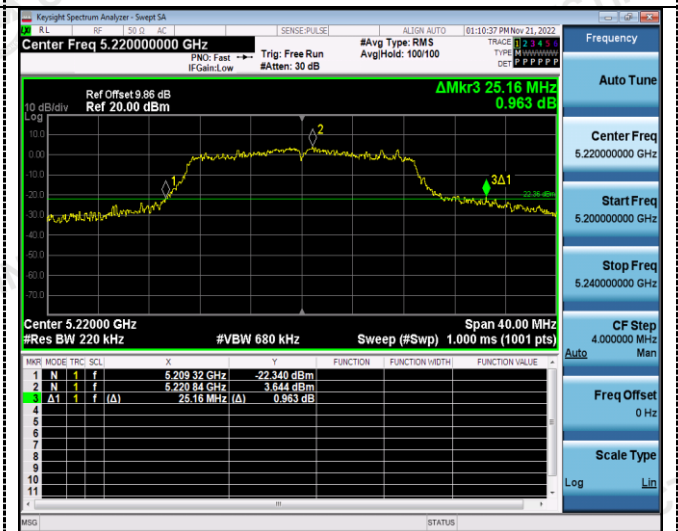 Keysight Spectrum Analyzer - Swept SA
RL RF 50 Ω AC SENSE:PULSE ALIGN AUTO 01:10:37 PM Nov 21, 2022
Center Freq 5.220000000 GHz
PNO: Fast
IFGain:Low
Trig: Free Run
#Atten: 30 dB
#Avg Type: RMS
Avg|Hold: 100/100
TRACE 1 2 3 4 5 6
TYPE M
DET P P P P P P
Ref Offset 9.86 dB
Ref 20.00 dBm
10 dB/div
Log
ΔMkr3 25.16 MHz
0.963 dB
10.0
0.00
-10.0
-20.0
-30.0
-40.0
-50.0
-60.0
-70.0
1
2
3Δ1
Center 5.22000 GHz
Span 40.00 MHz
#Res BW 220 kHz
#VBW 680 kHz
Sweep (#Swp) 1.000 ms (1001 pts)
MKR MODE TRC SCL X Y FUNCTION FUNCTION WIDTH FUNCTION VALUE
1 N 1 f 5.209 32 GHz -22.340 dBm
2 N 1 f 5.220 84 GHz 3.644 dBm
3 Δ1 1 f (Δ) 25.16 MHz (Δ) 0.963 dB
4
5
6
7
8
9
10
11
MSG
STATUS
Frequency
Auto Tune
Center Freq
5.220000000 GHz
Start Freq
5.200000000 GHz
Stop Freq
5.240000000 GHz
CF Step
4.000000 MHz
Auto Man
Freq Offset
0 Hz
Scale Type
Log Lin